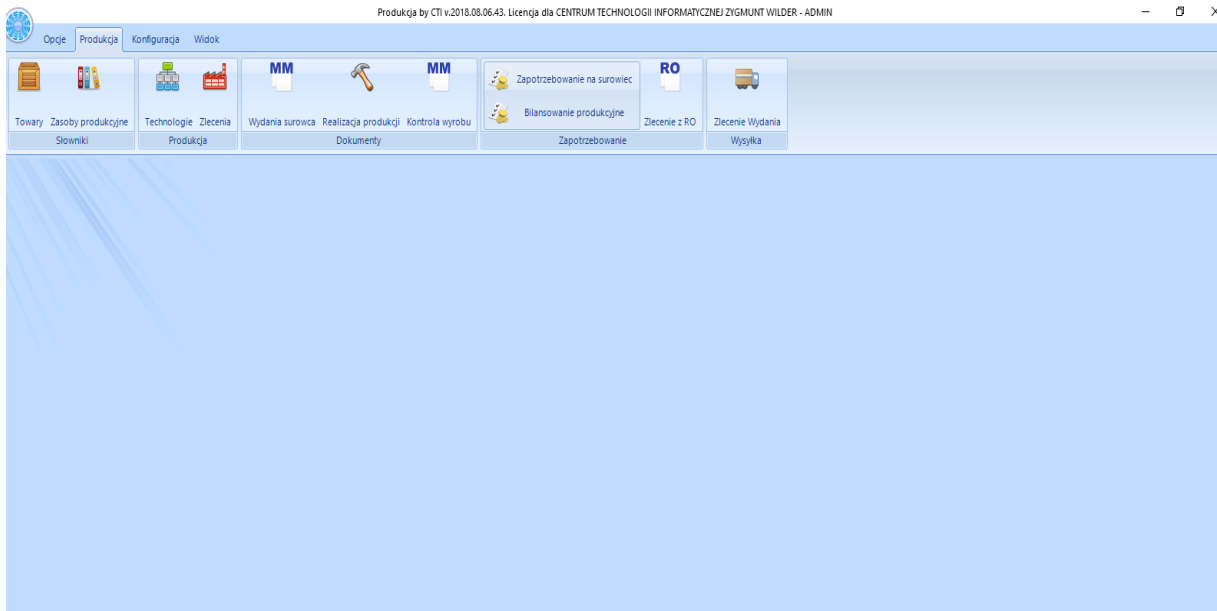 Produkcja by CTI v.2018.08.06.43. Licencja dla CENTRUM TECHNOLOGII INFORMATYCZNEJ ZYGMUNT WILDER - ADMIN
Opcje Produkcja Konfiguracja Widok
MM MM RO
Zapotrzebowanie na surowiec
Bilansowanie produkcyjne
Towary Zasoby produkcyjne Technologie Zlecenia Wydania surowca Realizacja produkcji Kontrola wyrobu Zlecenie z RO Zlecenie Wydania
Słowniki Produkcja Dokumenty Zapotrzebowanie Wysyłka